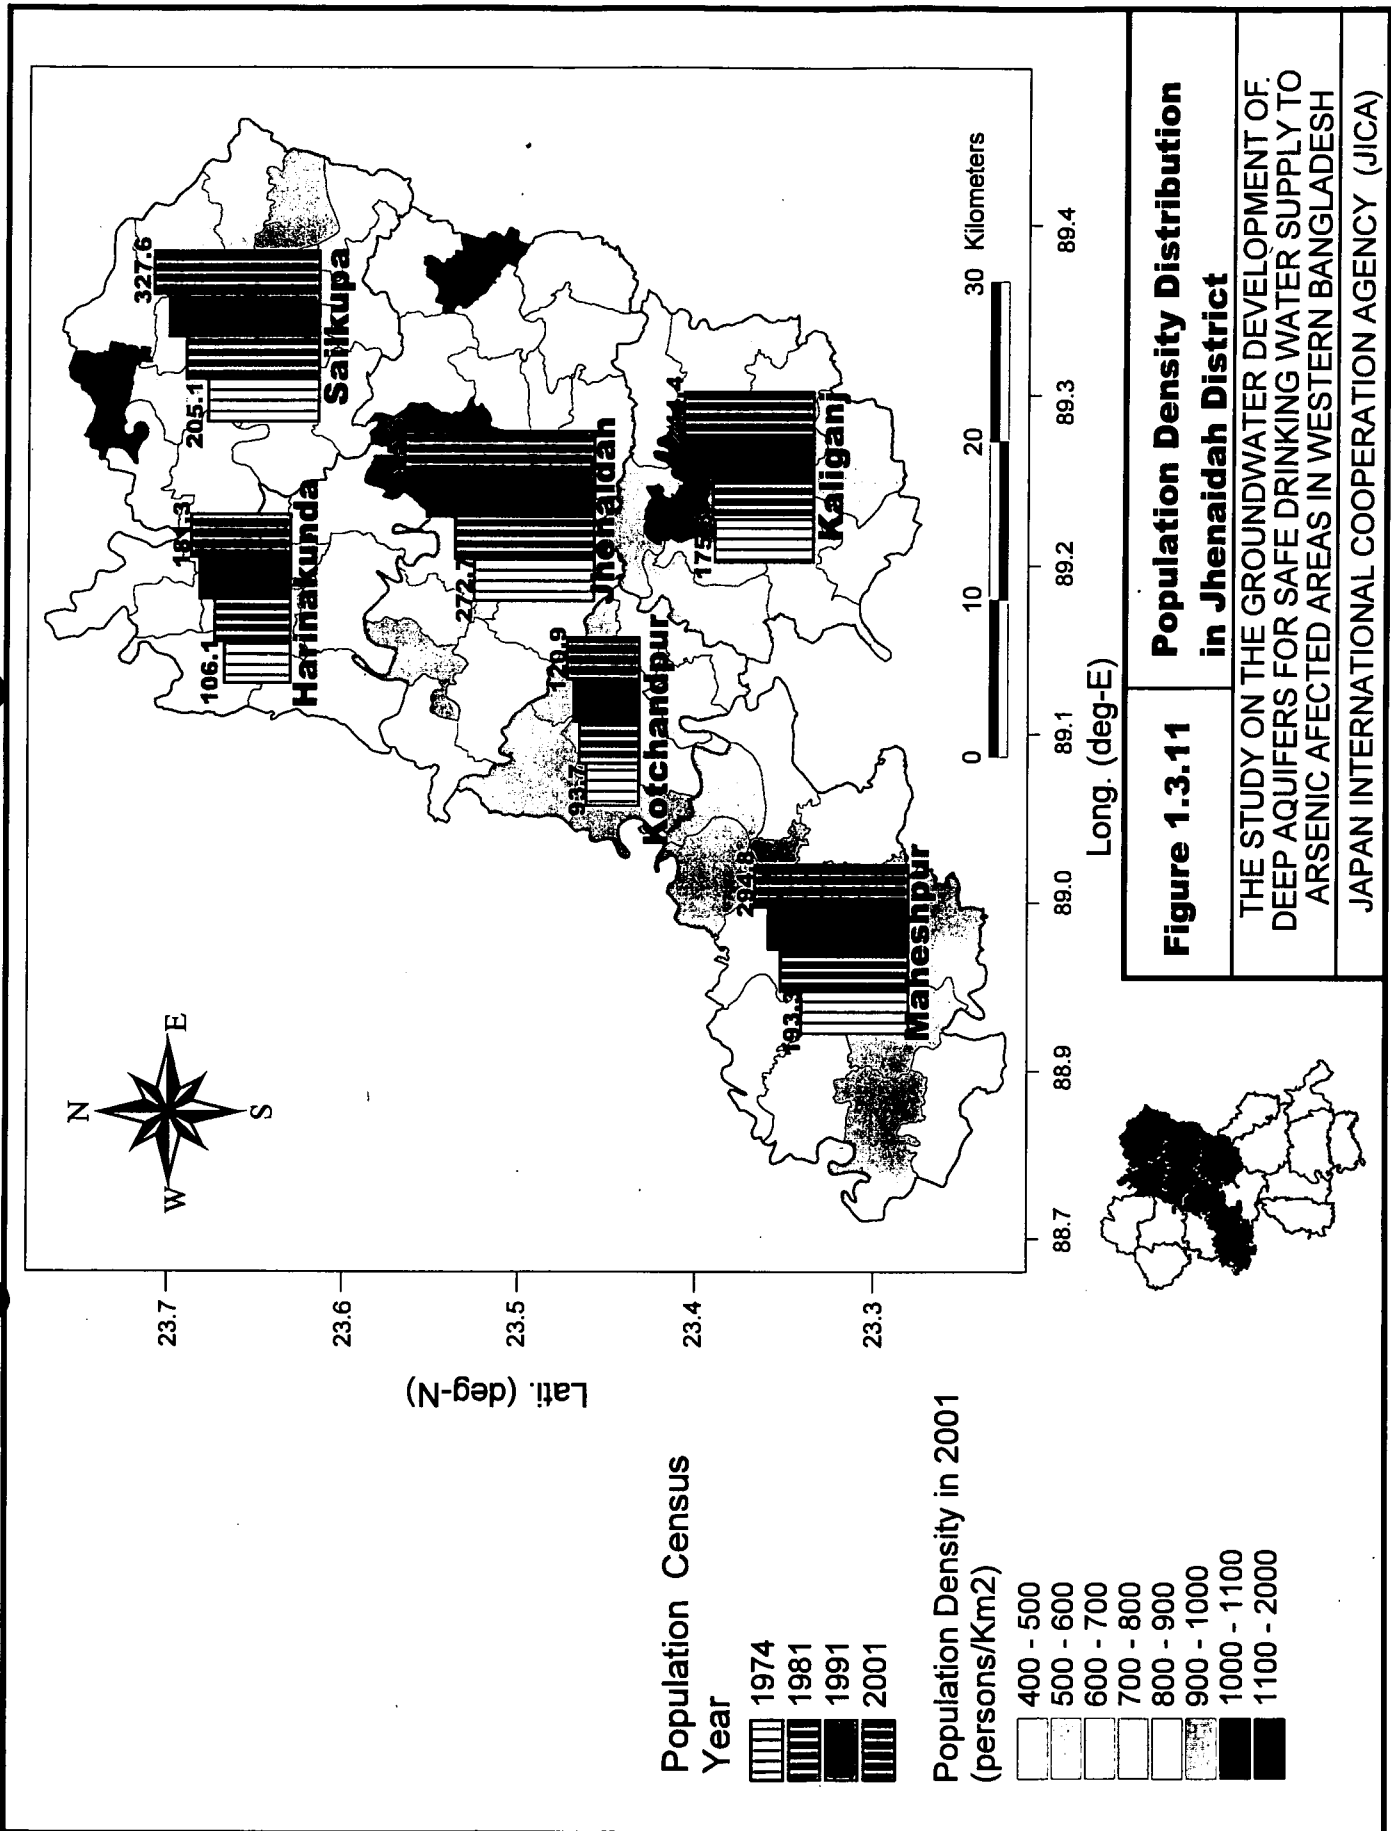 N
W
E
S
327.6
205.1
Sailkupa
106.1
Harinakunda
272.7
Jhenaidah
Kaliganj
93.7
120.9
Kotchandpur
294.8
193.3
Maheshpur
0 10 20 30 Kilometers
23.7
23.6
23.5
23.4
23.3
Lati. (deg-N)
88.7 88.9 89.0 89.1 89.2 89.3 89.4
Long. (deg-E)
Population Census
Year
1974
1981
1991
2001
Population Density in 2001
(persons/Km2)
400 - 500
500 - 600
600 - 700
700 - 800
800 - 900
900 - 1000
1000 - 1100
1100 - 2000
Figure 1.3.11
Population Density Distribution
in Jhenaidah District
THE STUDY ON THE GROUNDWATER DEVELOPMENT OF
DEEP AQUIFERS FOR SAFE DRINKING WATER SUPPLY TO
ARSENIC AFECTED AREAS IN WESTERN BANGLADESH
JAPAN INTERNATIONAL COOPERATION AGENCY (JICA)